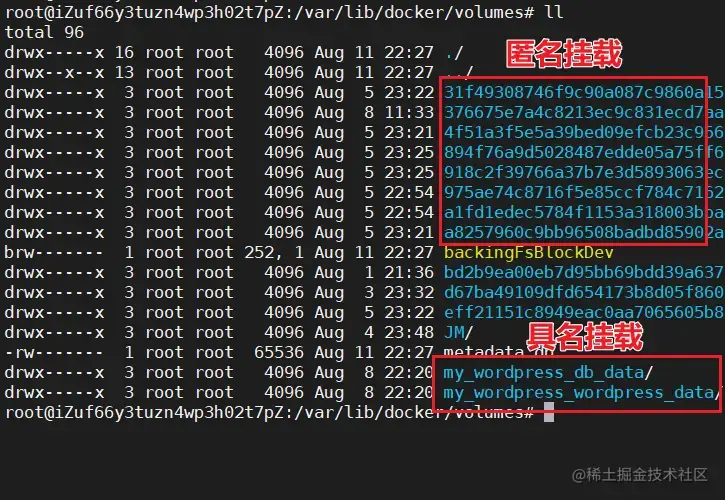 root@iZuf66y3tuzn4wp3h02t7pZ:/var/lib/docker/volumes# ll
total 96
drwx-----x 16 root root 4096 Aug 11 22:27 ./
drwx--x--x 13 root root 4096 Aug 11 22:27 ../
匿名挂载
drwx-----x 3 root root 4096 Aug 5 23:22 31f49308746f9c90a087c9860a15
drwx-----x 3 root root 4096 Aug 8 11:33 376675e7a4c8213ec9c831ecd7aa
drwx-----x 3 root root 4096 Aug 5 23:21 4f51a3f5e5a39bed09efcb23c956
drwx-----x 3 root root 4096 Aug 5 23:25 894f76a9d5028487edde05a75ff6
drwx-----x 3 root root 4096 Aug 5 23:25 918c2f39766a37b7e3d5893063ec
drwx-----x 3 root root 4096 Aug 5 22:54 975ae74c8716f5e85ccf784c7162
drwx-----x 3 root root 4096 Aug 5 22:54 a1fd1edec5784f1153a318003bba
drwx-----x 3 root root 4096 Aug 5 23:21 a8257960c9bb96508badbd85902a
brw------- 1 root root 252, 1 Aug 11 22:27 backingFsBlockDev
drwx-----x 3 root root 4096 Aug 1 21:36 bd2b9ea00eb7d95bb69bdd39a637
drwx-----x 3 root root 4096 Aug 3 23:32 d67ba49109dfd654173b8d05f860
drwx-----x 3 root root 4096 Aug 5 23:22 eff21151c8949eac0aa7065605b8
drwx-----x 3 root root 4096 Aug 4 23:48 JM/
具名挂载
-rw------- 1 root root 65536 Aug 11 22:27 metadata.db
drwx-----x 3 root root 4096 Aug 8 22:20 my_wordpress_db_data/
drwx-----x 3 root root 4096 Aug 8 22:20 my_wordpress_wordpress_data/
root@iZuf66y3tuzn4wp3h02t7pZ:/var/lib/docker/volumes#
@稀土掘金技术社区